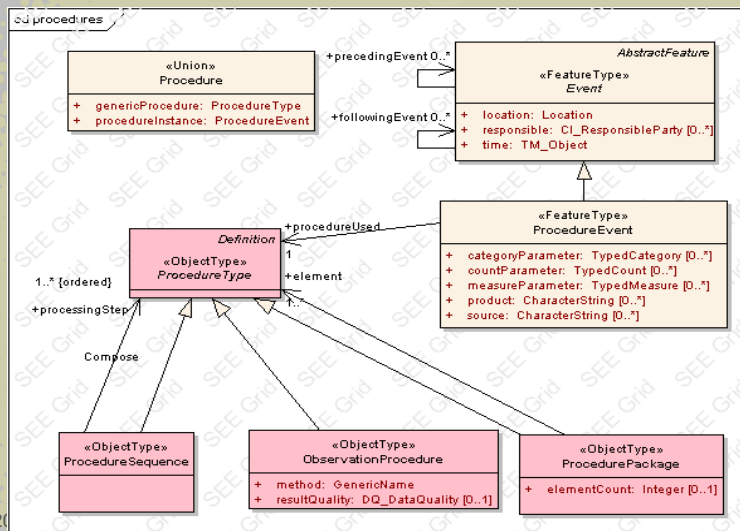 cd procedures
«Union»
Procedure
+ genericProcedure: ProcedureType
+ procedureInstance: ProcedureEvent
+precedingEvent 0..*
+followingEvent 0..*
AbstractFeature
«FeatureType»
Event
+ location: Location
+ responsible: CI_ResponsibleParty [0..*]
+ time: TM_Object
«FeatureType»
ProcedureEvent
+ categoryParameter: TypedCategory [0..*]
+ countParameter: TypedCount [0..*]
+ measureParameter: TypedMeasure [0..*]
+ product: CharacterString [0..*]
+ source: CharacterString [0..*]
+procedureUsed
1
Definition
«ObjectType»
ProcedureType
+element
1..*
1..* {ordered}
+processingStep
Compose
«ObjectType»
ProcedureSequence
«ObjectType»
ObservationProcedure
+ method: GenericName
+ resultQuality: DQ_DataQuality [0..1]
«ObjectType»
ProcedurePackage
+ elementCount: Integer [0..1]
SEE Grid